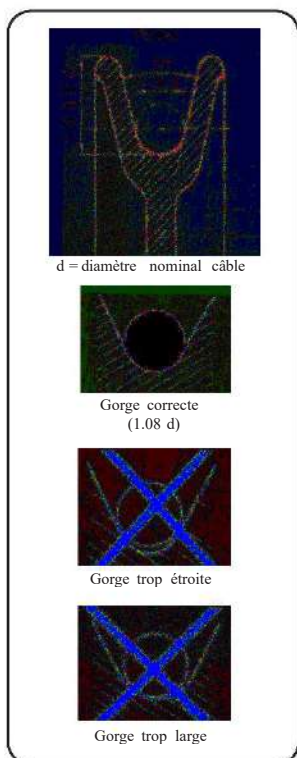 d = diamètre nominal câble
Gorge correcte
(1.08 d)
Gorge trop étroite
Gorge trop large